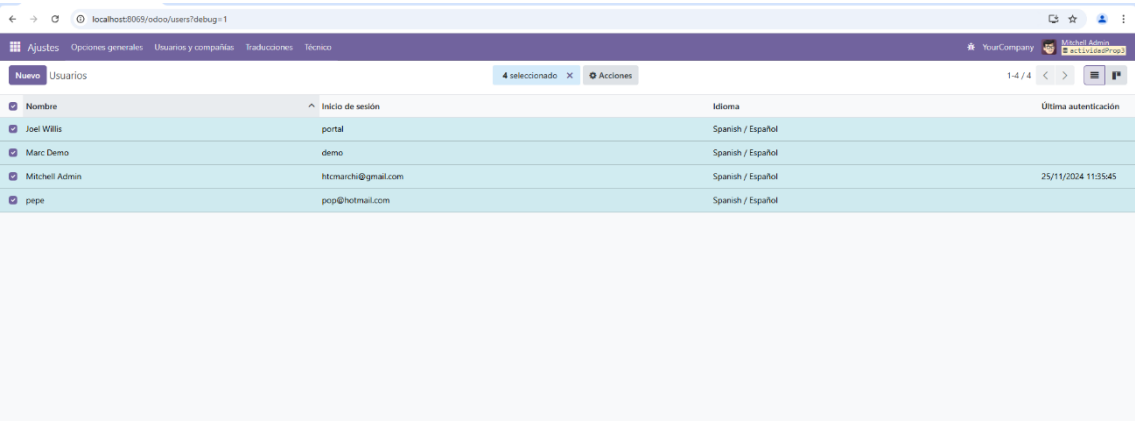 localhost:8069/odoo/users?debug=1
Ajustes Opciones generales Usuarios y compañías Traducciones Técnico YourCompany Mitchell Admin
actividadProp3
Nuevo Usuarios 4 seleccionado Acciones 1-4 / 4
Nombre Inicio de sesión Idioma Última autenticación
Joel Willis portal Spanish / Español
Marc Demo demo Spanish / Español
Mitchell Admin htcmarchi@gmail.com Spanish / Español 25/11/2024 11:35:45
pepe pop@hotmail.com Spanish / Español